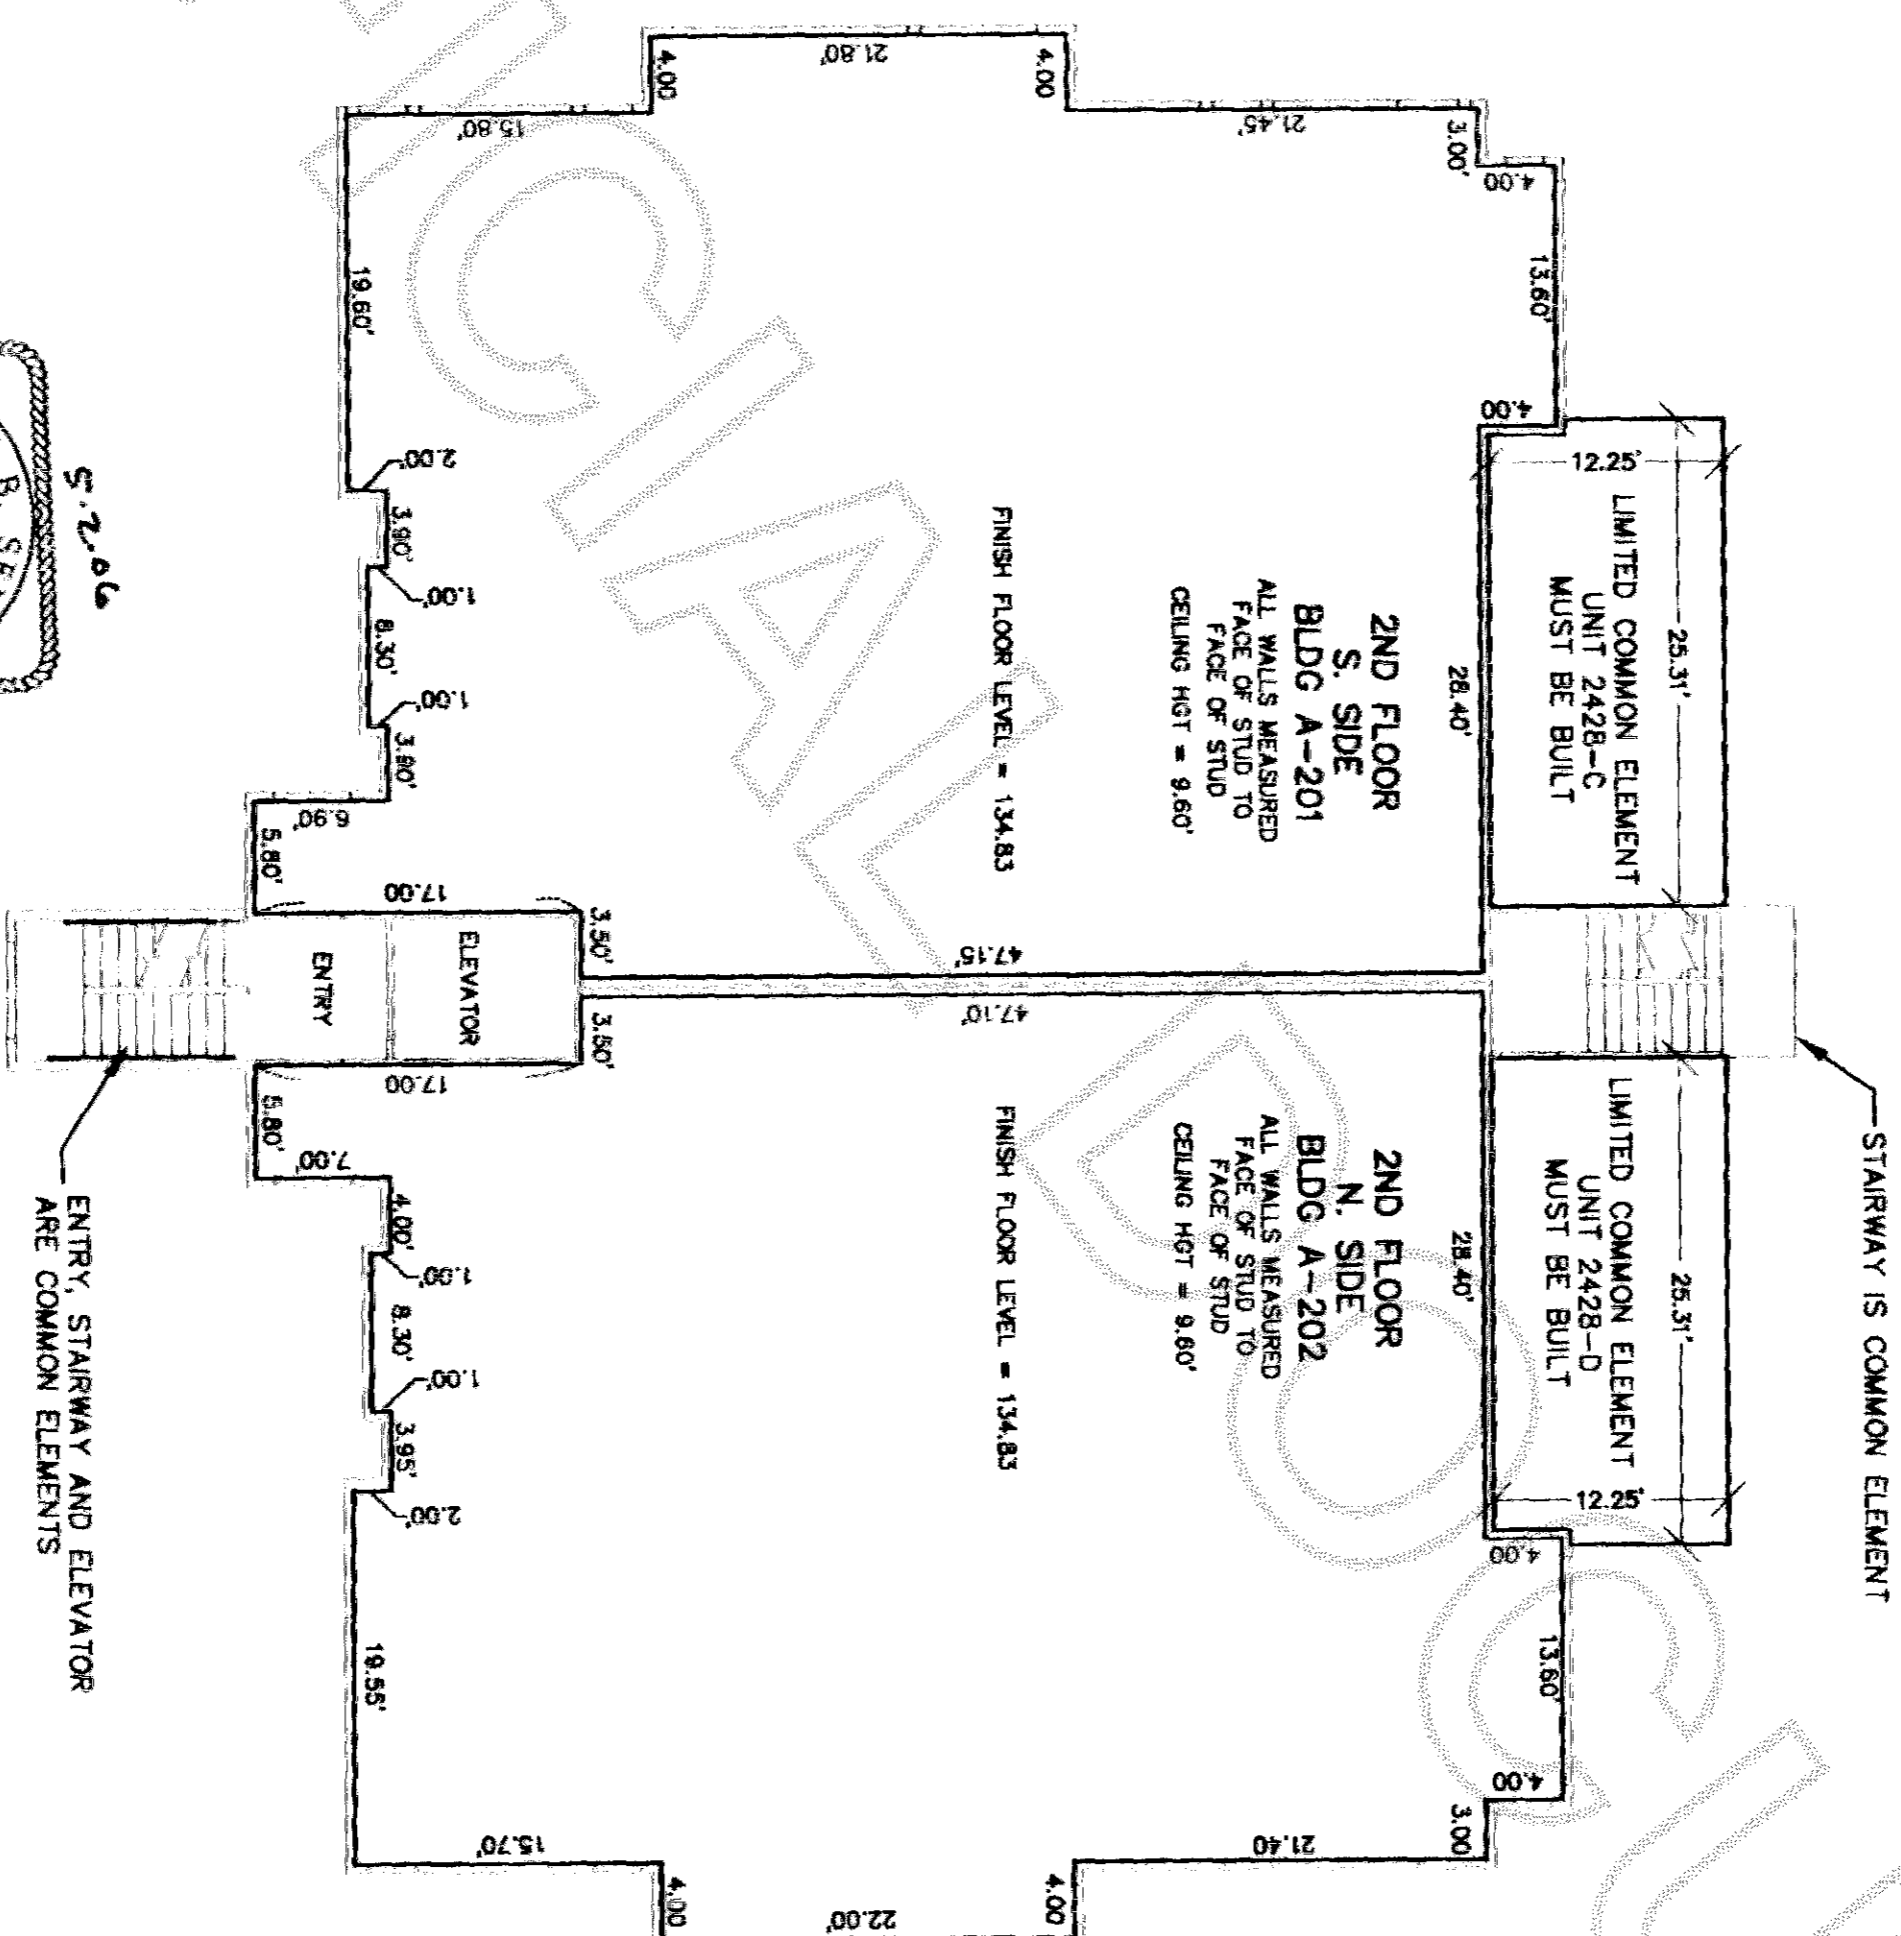 STAIRWAY IS COMMON ELEMENT
25.31'
12.25'
LIMITED COMMON ELEMENT
UNIT 2428-C
MUST BE BUILT
25.31'
12.25'
LIMITED COMMON ELEMENT
UNIT 2428-D
MUST BE BUILT
3.00'
4.00
13.60'
4.00
28.40'
28.40'
4.00
13.60'
4.00
3.00
2ND FLOOR
S. SIDE
BLDG A-201
ALL WALLS MEASURED
FACE OF STUD TO
FACE OF STUD
CEILING HGT = 9.60'
2ND FLOOR
N. SIDE
BLDG A-202
ALL WALLS MEASURED
FACE OF STUD TO
FACE OF STUD
CEILING HGT = 9.60'
21.45'
47.15'
47.10'
21.40
4.00
4.00
FINISH FLOOR LEVEL = 134.83
FINISH FLOOR LEVEL = 134.83
21.80'
22.00'
4.00
3.50'
3.50'
4.00
15.80'
17.00
ELEVATOR
17.00
15.70'
2.00'
1.00'
1.00'
1.00'
1.00'
2.00'
3.90'
8.30'
3.90'
4.00'
8.30'
3.95'
19.60'
6.90'
ENTRY
7.00'
19.55'
5.80'
5.80'
ENTRY, STAIRWAY AND ELEVATOR
ARE COMMON ELEMENTS
5.2.06